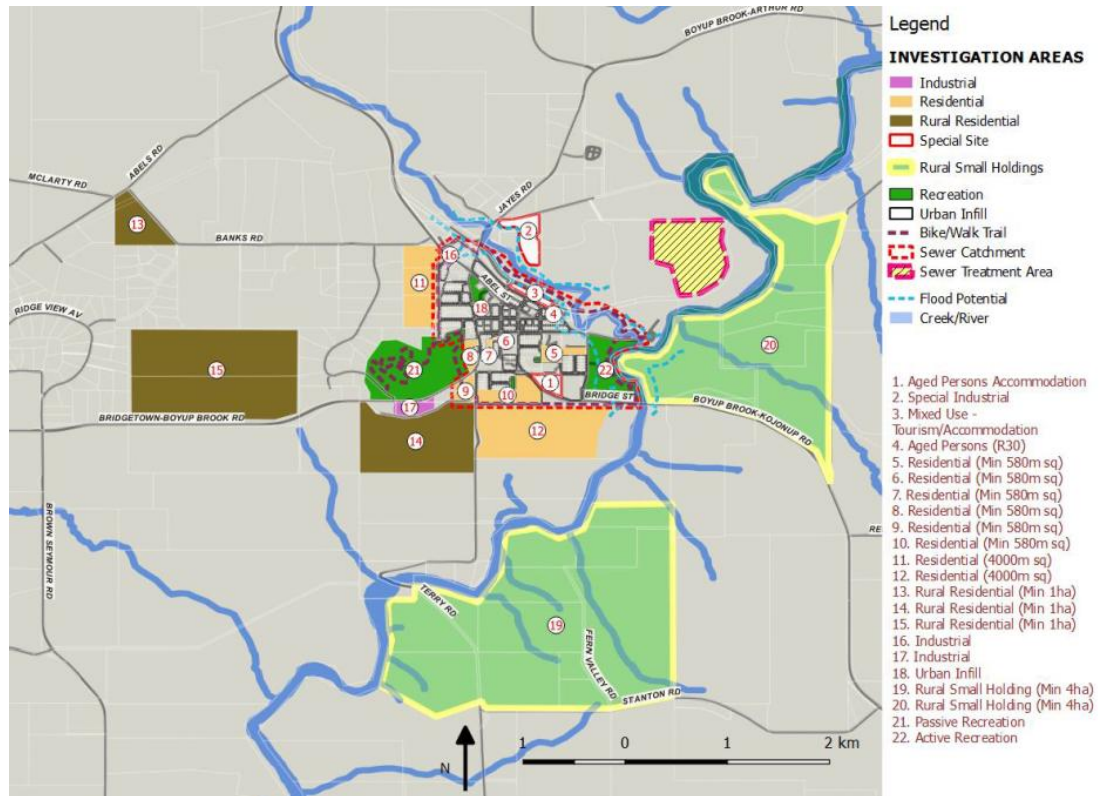 BOYUP BROOK-ARTHUR RD
ABELS RD
MCLARTY RD
JAYES RD
13
BANKS RD
2
16
11
ABEL ST
3
18
4
RIDGE VIEW AV
6
20
5
8
7
15
21
22
1
9
10
BRIDGE ST
17
BRIDGETOWN-BOYUP BROOK RD
BOYUP BROOK-KOJONUP RD
12
14
BROWN SEYMOUR RD
RE
TERRY RD
19
FERN VALLEY RD
STANTON RD
N
1 0 1 2 km
Legend
INVESTIGATION AREAS
Industrial
Residential
Rural Residential
Special Site
Rural Small Holdings
Recreation
Urban Infill
Bike/Walk Trail
Sewer Catchment
Sewer Treatment Area
Flood Potential
Creek/River
1. Aged Persons Accommodation
2. Special Industrial
3. Mixed Use -
Tourism/Accommodation
4. Aged Persons (R30)
5. Residential (Min 580m sq)
6. Residential (Min 580m sq)
7. Residential (Min 580m sq)
8. Residential (Min 580m sq)
9. Residential (Min 580m sq)
10. Residential (Min 580m sq)
11. Residential (4000m sq)
12. Residential (4000m sq)
13. Rural Residential (Min 1ha)
14. Rural Residential (Min 1ha)
15. Rural Residential (Min 1ha)
16. Industrial
17. Industrial
18. Urban Infill
19. Rural Small Holding (Min 4ha)
20. Rural Small Holding (Min 4ha)
21. Passive Recreation
22. Active Recreation